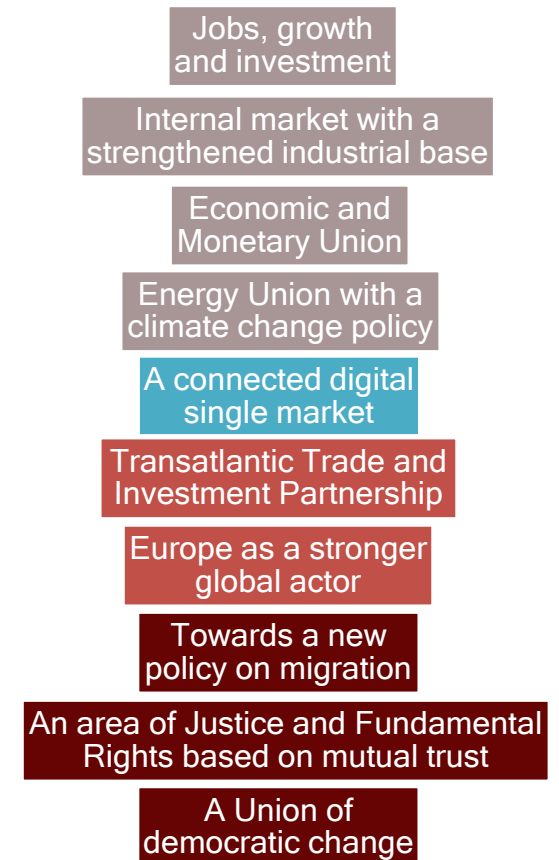 Jobs, growth
and investment
Internal market with a
strengthened industrial base
Economic and
Monetary Union
Energy Union with a
climate change policy
A connected digital
single market
Transatlantic Trade and
Investment Partnership
Europe as a stronger
global actor
Towards a new
policy on migration
An area of Justice and Fundamental
Rights based on mutual trust
A Union of
democratic change